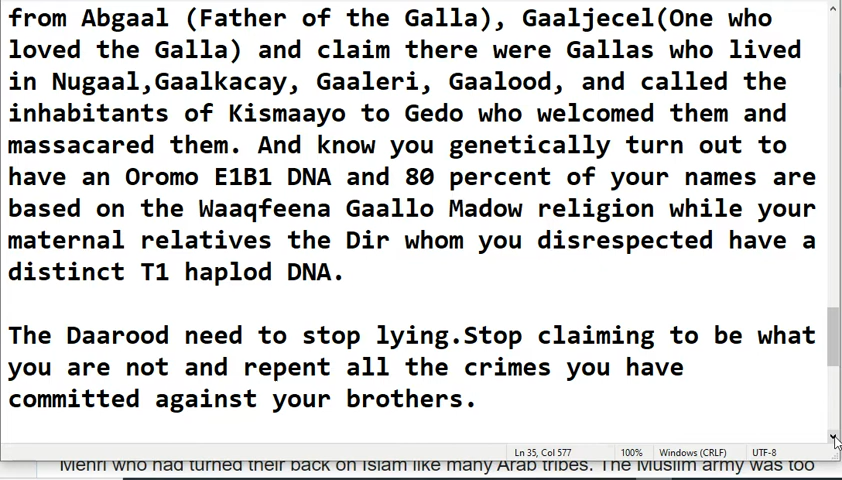 from Abgaal (Father of the Galla), Gaaljecel(One who
loved the Galla) and claim there were Gallas who lived
in Nugaal,Gaalkacay, Gaaleri, Gaalood, and called the
inhabitants of Kismaayo to Gedo who welcomed them and
massacared them. And know you genetically turn out to
have an Oromo E1B1 DNA and 80 percent of your names are
based on the Waaqfeena Gaallo Madow religion while your
maternal relatives the Dir whom you disrespected have a
distinct T1 haplod DNA.
The Daarood need to stop lying.Stop claiming to be what
you are not and repent all the crimes you have
committed against your brothers.
Ln 35, Col 577 100% Windows (CRLF) UTF-8
Mehri who had turned their back on Islam like many Arab tribes. The Muslim army was too